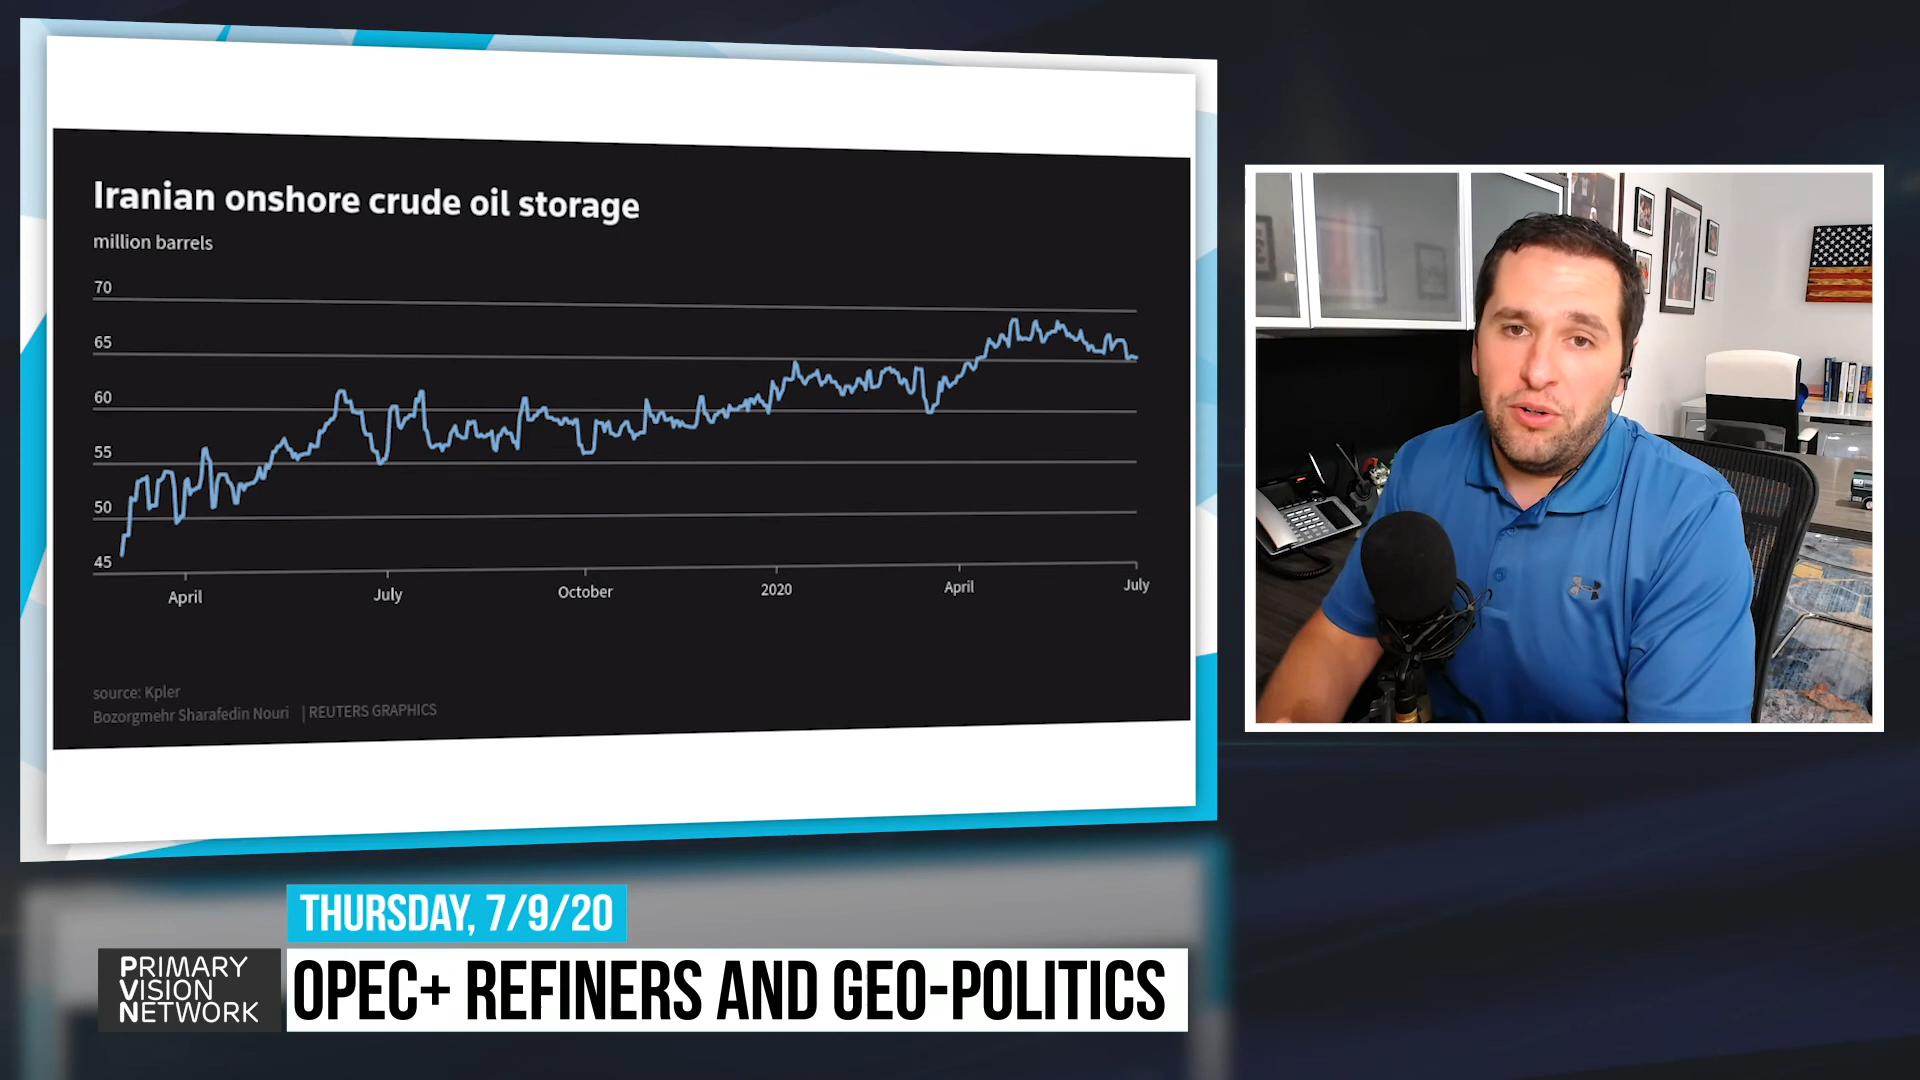 Iranian onshore crude oil storage
million barrels
70
65
60
55
50
45
April July October 2020 April July
source: Kpler
Bozorgmehr Sharafedin Nouri | REUTERS GRAPHICS
THURSDAY, 7/9/20
PRIMARY
VISION
NETWORK
OPEC+ REFINERS AND GEO-POLITICS